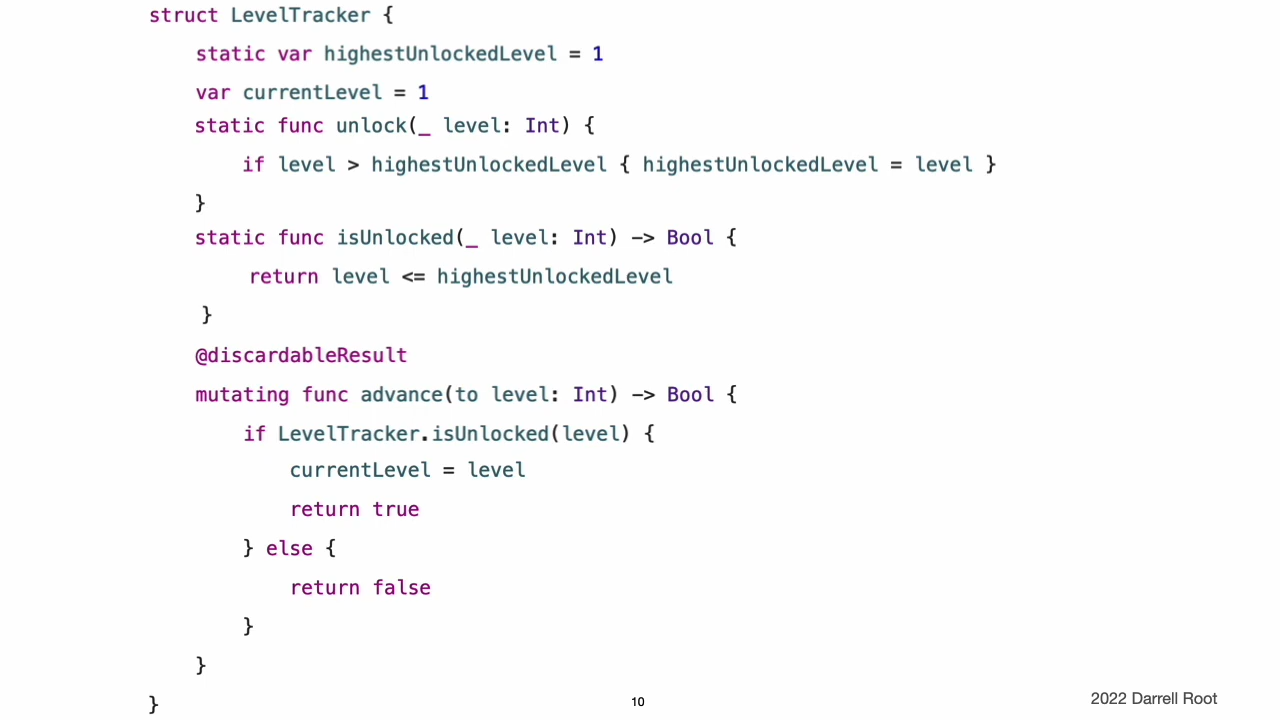 struct LevelTracker {
static var highestUnlockedLevel = 1
var currentLevel = 1
static func unlock(_ level: Int) {
if level > highestUnlockedLevel { highestUnlockedLevel = level }
}
static func isUnlocked(_ level: Int) -> Bool {
return level <= highestUnlockedLevel
}
@discardableResult
mutating func advance(to level: Int) -> Bool {
if LevelTracker.isUnlocked(level) {
currentLevel = level
return true
} else {
return false
}
}
}
10
2022 Darrell Root